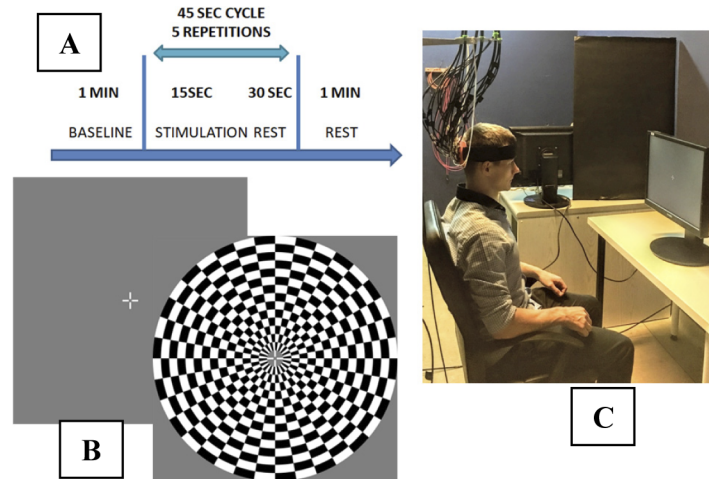 A
45 SEC CYCLE
5 REPETITIONS
1 MIN 15SEC 30 SEC 1 MIN
BASELINE STIMULATION REST REST
B
C